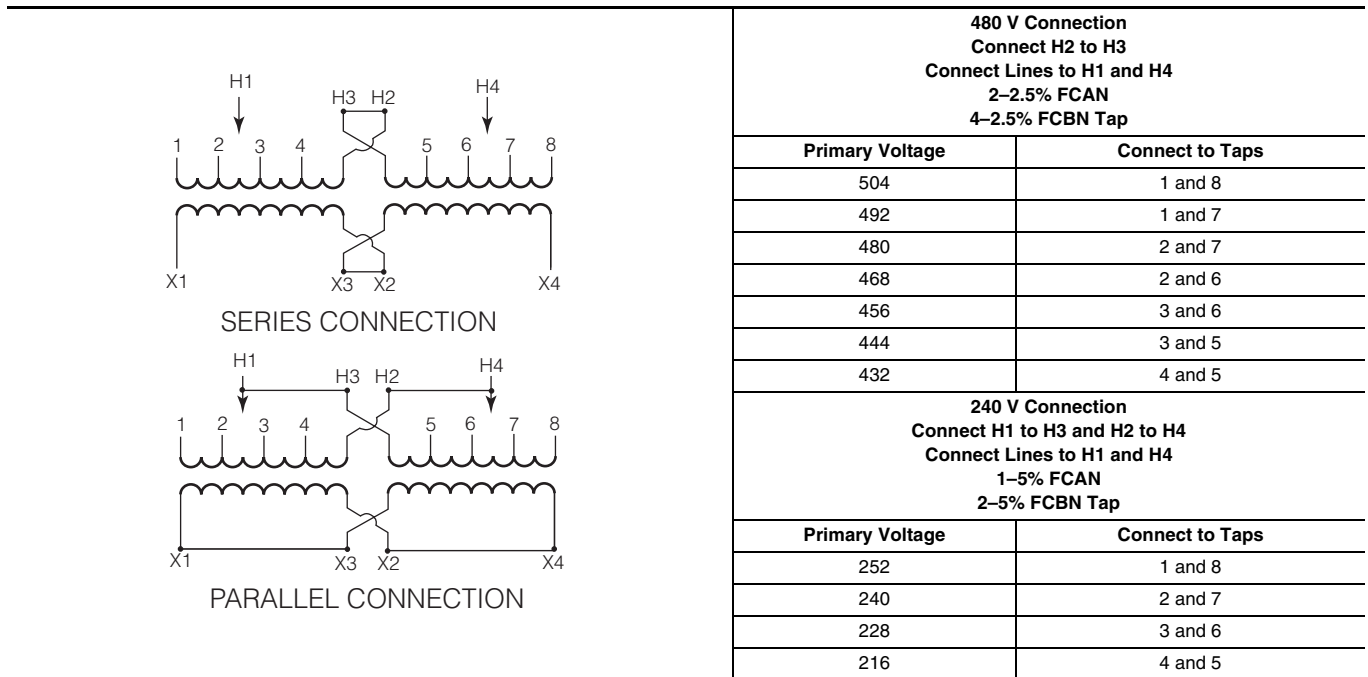 H1
H3 H2
H4
1 2 3 4 5 6 7 8
X1 X3 X2 X4
SERIES CONNECTION
H1
H3 H2
H4
1 2 3 4 5 6 7 8
X1 X3 X2 X4
PARALLEL CONNECTION
480 V Connection
Connect H2 to H3
Connect Lines to H1 and H4
2–2.5% FCAN
4–2.5% FCBN Tap
Primary Voltage Connect to Taps
504 1 and 8
492 1 and 7
480 2 and 7
468 2 and 6
456 3 and 6
444 3 and 5
432 4 and 5
240 V Connection
Connect H1 to H3 and H2 to H4
Connect Lines to H1 and H4
1–5% FCAN
2–5% FCBN Tap
Primary Voltage Connect to Taps
252 1 and 8
240 2 and 7
228 3 and 6
216 4 and 5